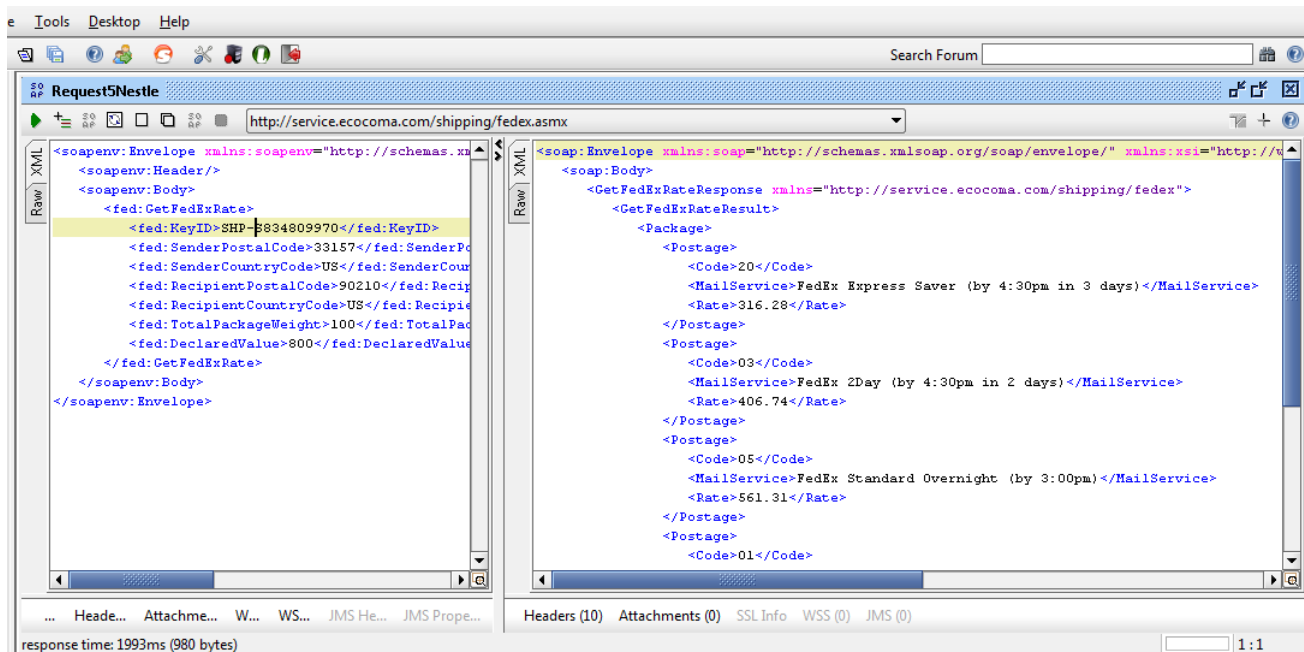 e Tools Desktop Help
Search Forum
Request5Nestle
http://service.ecocoma.com/shipping/fedex.asmx
XML
Raw
<soapenv:Envelope xmlns:soapenv="http://schemas.xm
<soapenv:Header/>
<soapenv:Body>
<fed:GetFedExRate>
<fed:KeyID>SHP-S834809970</fed:KeyID>
<fed:SenderPostalCode>33157</fed:SenderPo
<fed:SenderCountryCode>US</fed:SenderCour
<fed:RecipientPostalCode>90210</fed:Recip
<fed:RecipientCountryCode>US</fed:Recipie
<fed:TotalPackageWeight>100</fed:TotalPac
<fed:DeclaredValue>800</fed:DeclaredValue
</fed:GetFedExRate>
</soapenv:Body>
</soapenv:Envelope>
XML
Raw
<soap:Envelope xmlns:soap="http://schemas.xmlsoap.org/soap/envelope/" xmlns:xsi="http://w
<soap:Body>
<GetFedExRateResponse xmlns="http://service.ecocoma.com/shipping/fedex">
<GetFedExRateResult>
<Package>
<Postage>
<Code>20</Code>
<MailService>FedEx Express Saver (by 4:30pm in 3 days)</MailService>
<Rate>316.28</Rate>
</Postage>
<Postage>
<Code>03</Code>
<MailService>FedEx 2Day (by 4:30pm in 2 days)</MailService>
<Rate>406.74</Rate>
</Postage>
<Postage>
<Code>05</Code>
<MailService>FedEx Standard Overnight (by 3:00pm)</MailService>
<Rate>561.31</Rate>
</Postage>
<Postage>
<Code>01</Code>
... Heade... Attachme... W... WS... JMS He... JMS Prope...
Headers (10) Attachments (0) SSL Info WSS (0) JMS (0)
response time: 1993ms (980 bytes)
1 : 1